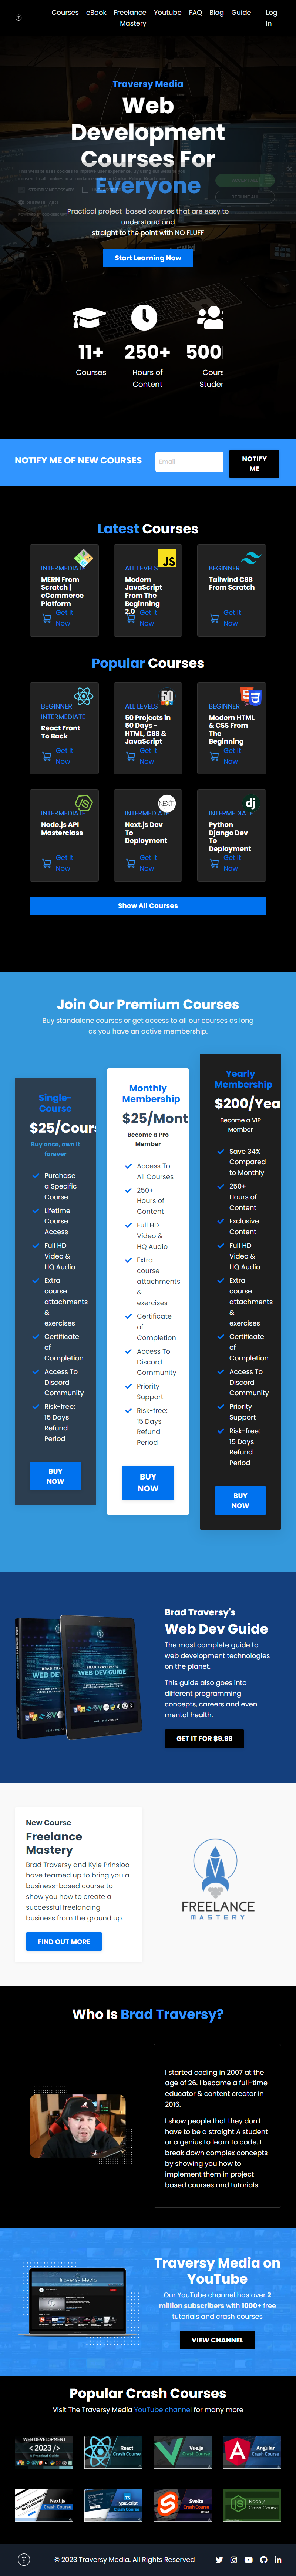 Courses eBook Freelance Mastery Youtube FAQ Blog Guide Log In
Traversy Media
Web
Development
Courses For
Everyone
Practical project-based courses that are easy to
understand and
straight to the point with NO FLUFF
Start Learning Now
11+
Courses
250+
Hours of
Content
500
Cours
Studen
NOTIFY ME OF NEW COURSES
Email
NOTIFY
ME
Latest Courses
INTERMEDIATE
MERN From
Scratch |
eCommerce
Platform
Get It
Now
ALL LEVELS
JS
Modern
JavaScript
From The
Beginning
2.0
Get It
Now
BEGINNER
Tailwind CSS
From Scratch
Get It
Now
Popular Courses
BEGINNER
INTERMEDIATE
React Front
To Back
Get It
Now
ALL LEVELS
50
50 Projects in
50 Days -
HTML, CSS &
JavaScript
Get It
Now
BEGINNER
Modern HTML
& CSS From
The
Beginning
Get It
Now
INTERMEDIATE
Node.js API
Masterclass
Get It
Now
INTERMEDIATE
NEXT
Next.js Dev
To
Deployment
Get It
Now
INTERMEDIATE
dj
Python
Django Dev
To
Deployment
Get It
Now
Show All Courses
Join Our Premium Courses
Buy standalone courses or get access to all our courses as long
as you have an active membership.
Single-
Course
$25/Cours
Buy once, own it
forever
Purchase
a Specific
Course
Lifetime
Course
Access
Full HD
Video &
HQ Audio
Extra
course
attachments
&
exercises
Certificate
of
Completion
Access To
Discord
Community
Risk-free:
15 Days
Refund
Period
BUY
NOW
Monthly
Membership
$25/Mont
Become a Pro
Member
Access To
All Courses
250+
Hours of
Content
Full HD
Video &
HQ Audio
Extra
course
attachments
&
exercises
Certificate
of
Completion
Access To
Discord
Community
Priority
Support
Risk-free:
15 Days
Refund
Period
BUY
NOW
Yearly
Membership
$200/Yea
Become a VIP
Member
Save 34%
Compared
to Monthly
250+
Hours of
Content
Exclusive
Content
Full HD
Video &
HQ Audio
Extra
course
attachments
&
exercises
Certificate
of
Completion
Access To
Discord
Community
Priority
Support
Risk-free:
15 Days
Refund
Period
BUY
NOW
BRAD TRAVERSY'S
WEB DEV GUIDE
Brad Traversy's
Web Dev Guide
The most complete guide to
web development technologies
on the planet.
This guide also goes into
different programming
concepts, careers and even
mental health.
GET IT FOR $9.99
New Course
Freelance
Mastery
Brad Traversy and Kyle Prinsloo
have teamed up to bring you a
business-based course to
show you how to create a
successful freelancing
business from the ground up.
FIND OUT MORE
FREELANCE
MASTERY
Who Is Brad Traversy?
I started coding in 2007 at the
age of 26. I became a full-time
educator & content creator in
2016.
I show people that they don't
have to be a straight A student
or a genius to learn to code. I
break down complex concepts
by showing you how to
implement them in project-
based courses and tutorials.
Traversy Media
Traversy Media on
YouTube
Our YouTube channel has over 2
million subscribers with 1000+ free
tutorials and crash courses
VIEW CHANNEL
Popular Crash Courses
Visit The Traversy Media YouTube channel for many more
WEB DEVELOPMENT
< 2023 />
A Practical Guide
React
Crash Course
Vue.js
Crash Course
Angular
Crash Course
Next.js
Crash Course
TS
TypeScript
Crash Course
Svelte
Crash Course
Node.js
Crash Course
© 2023 Traversy Media. All Rights Reserved